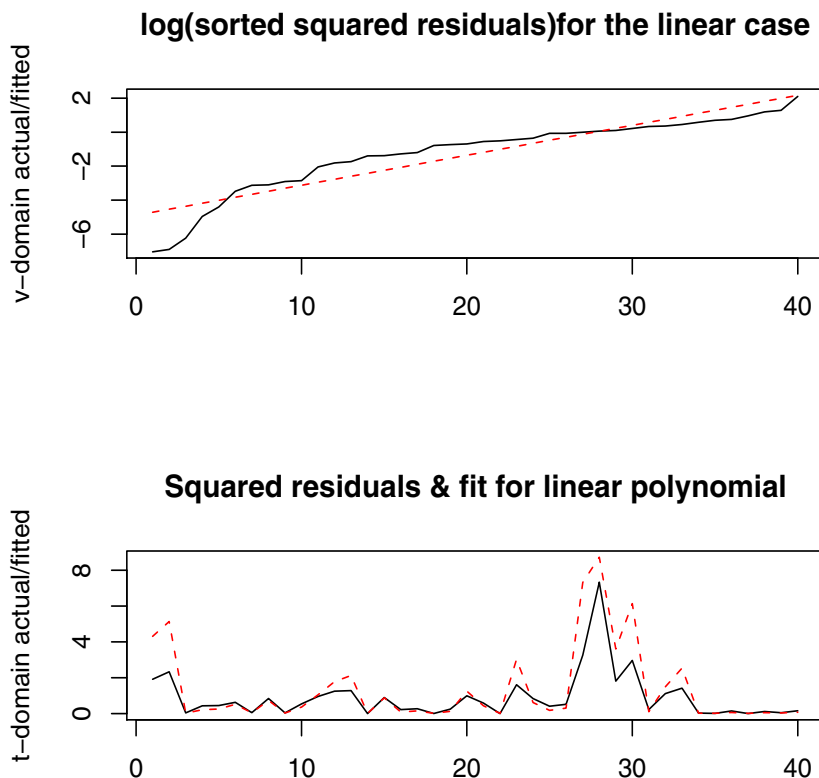 log(sorted squared residuals)for the linear case
v−domain actual/fitted
2
−2
−6
0 10 20 30 40
Squared residuals & fit for linear polynomial
t−domain actual/fitted
8
4
0
0 10 20 30 40